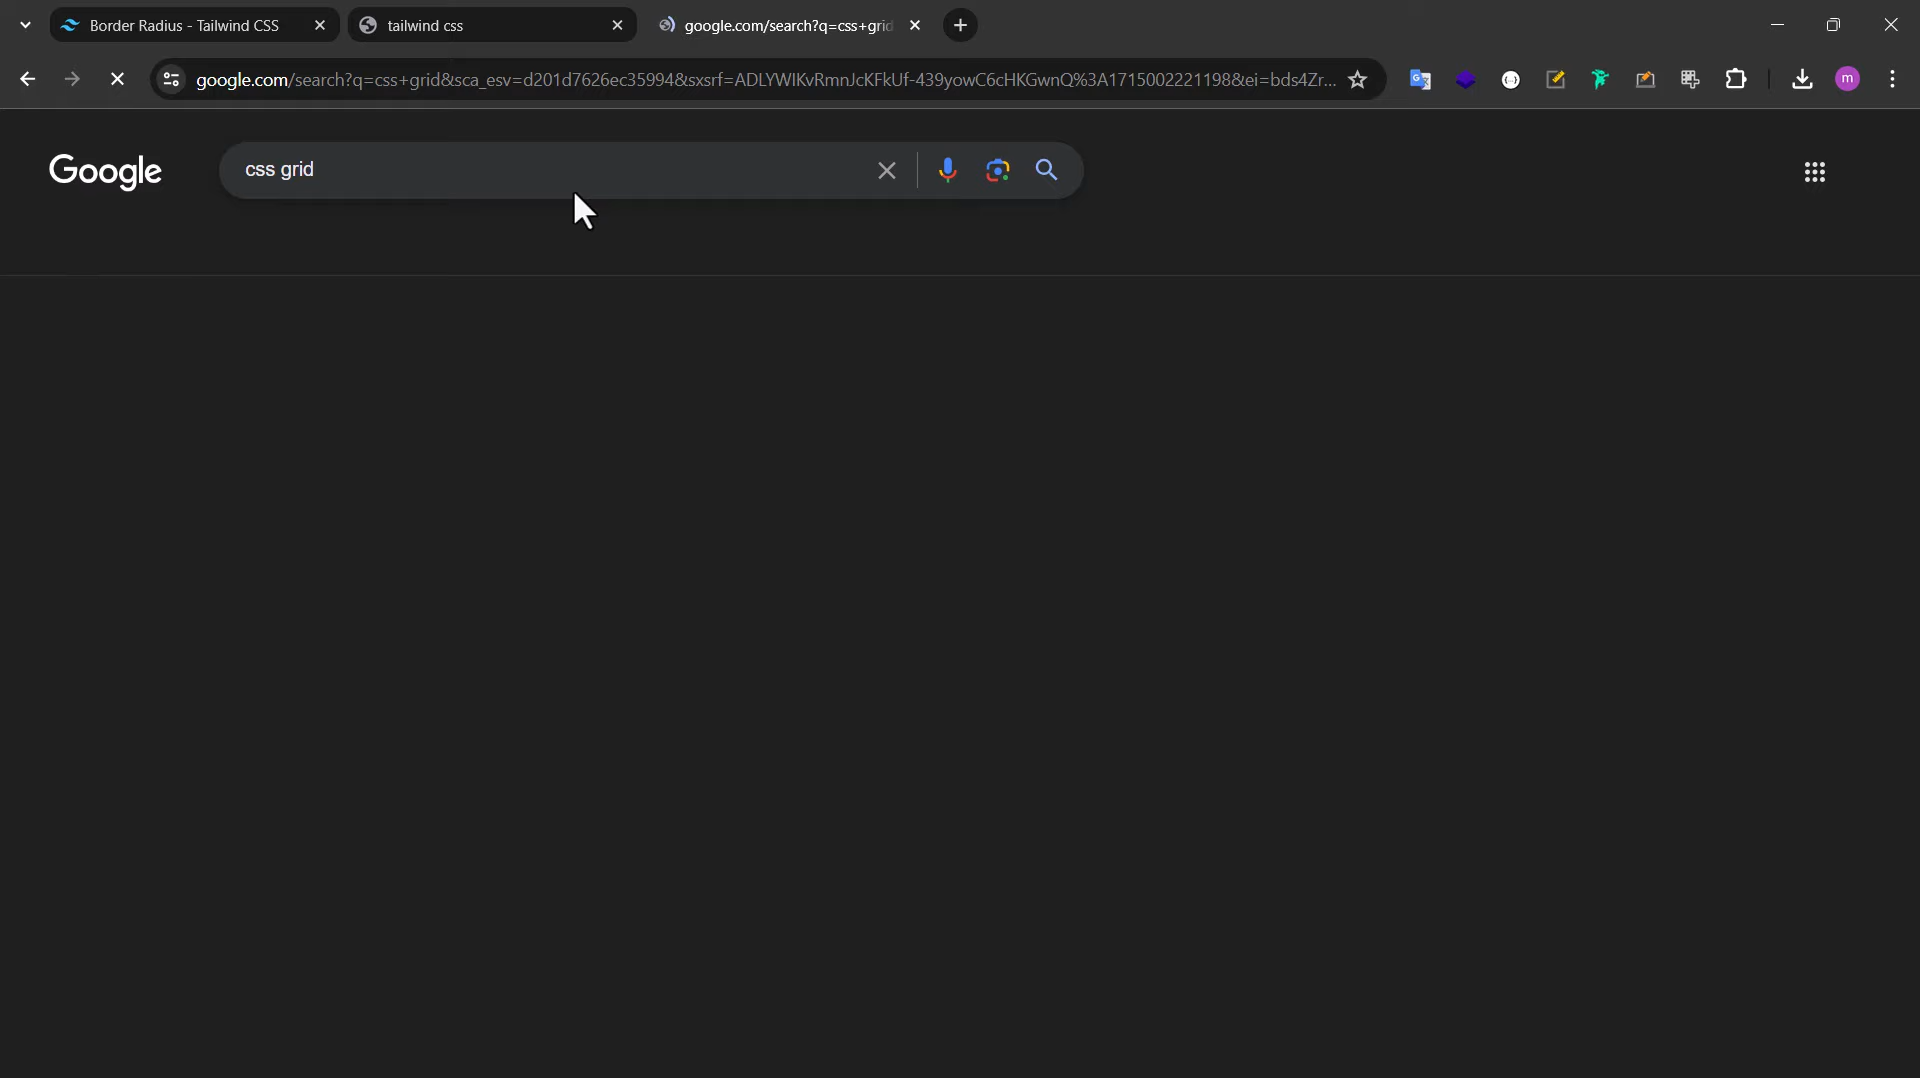 Border Radius - Tailwind CSS
tailwind css
google.com/search?q=css+grid
google.com/search?q=css+grid&sca_esv=d201d7626ec35994&sxsrf=ADLYWIKvRmnJcKFkUf-439yowC6cHKGwnQ%3A1715002221198&ei=bds4Zr...
m
Google
css grid